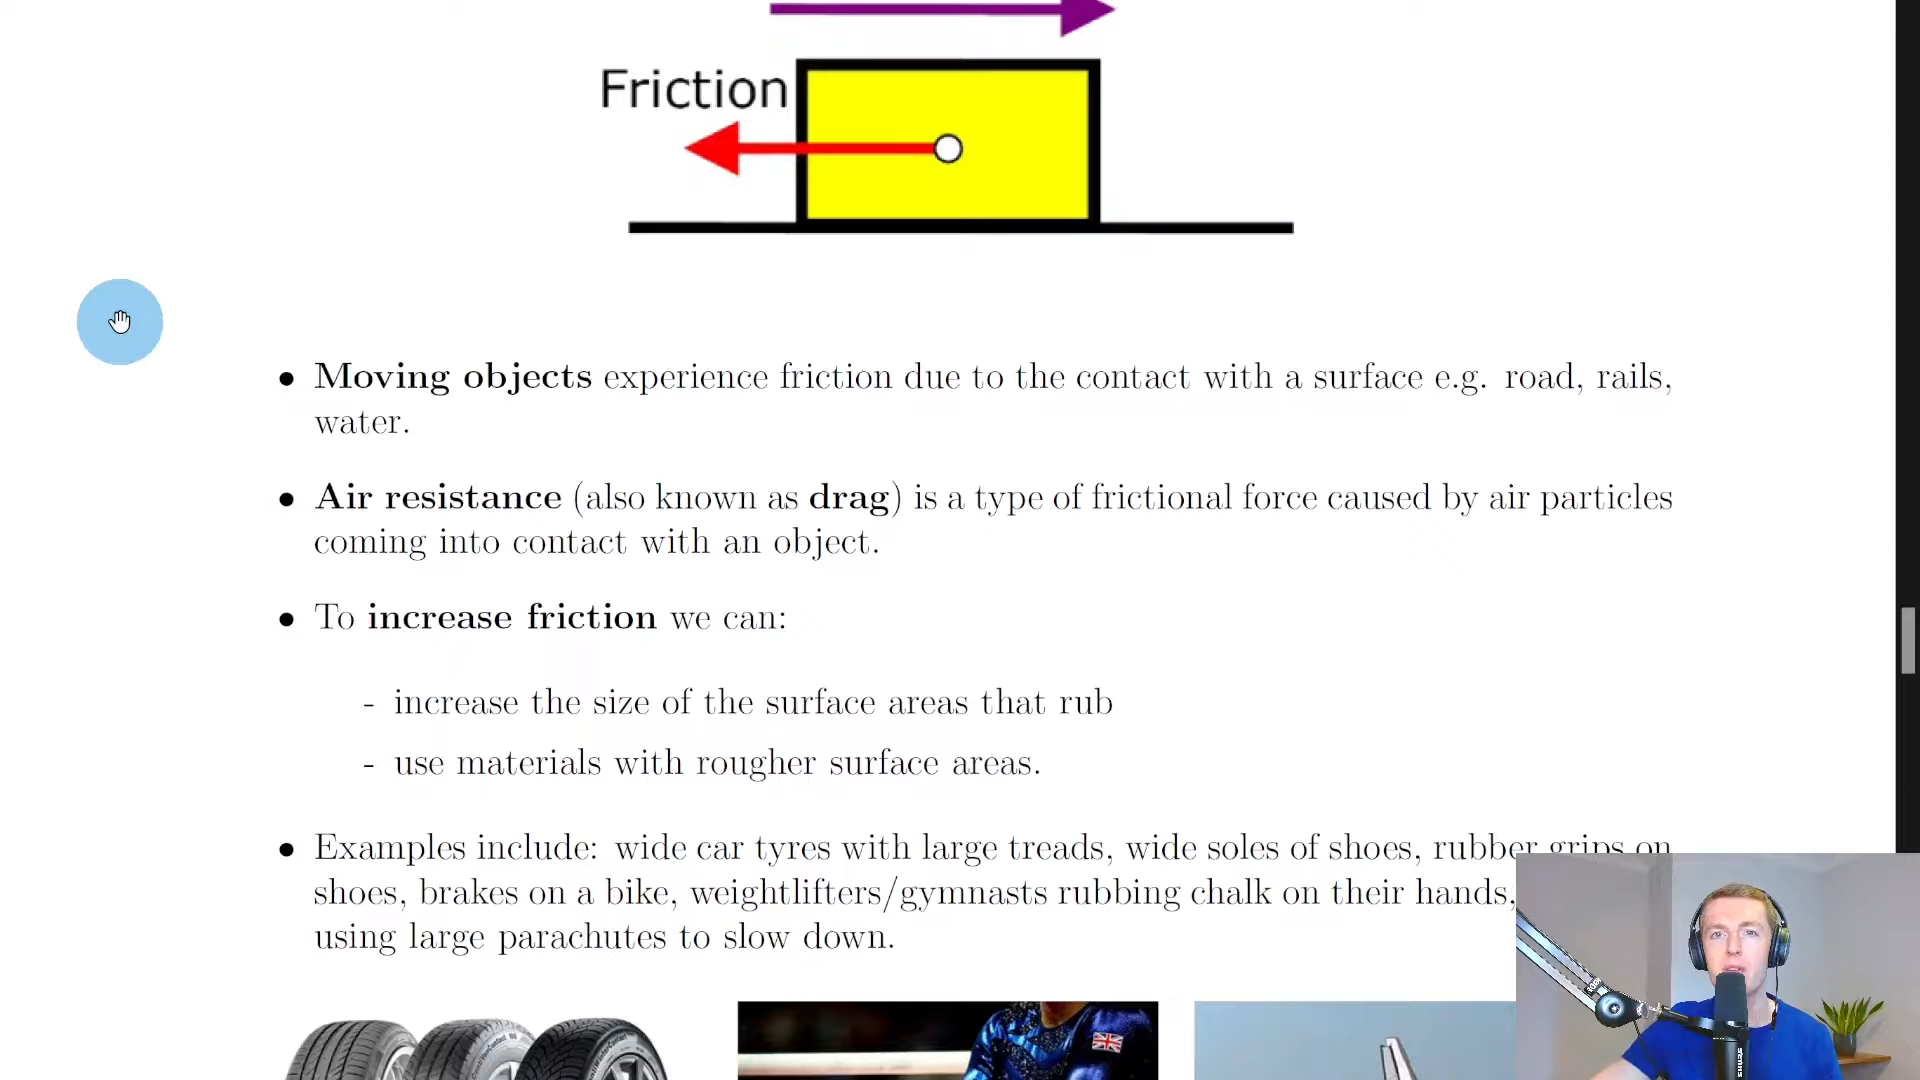 Friction
• Moving objects experience friction due to the contact with a surface e.g. road, rails,
water.
• Air resistance (also known as drag) is a type of frictional force caused by air particles
coming into contact with an object.
• To increase friction we can:
- increase the size of the surface areas that rub
- use materials with rougher surface areas.
• Examples include: wide car tyres with large treads, wide soles of shoes, rubber grips on
shoes, brakes on a bike, weightlifters/gymnasts rubbing chalk on their hands,
using large parachutes to slow down.